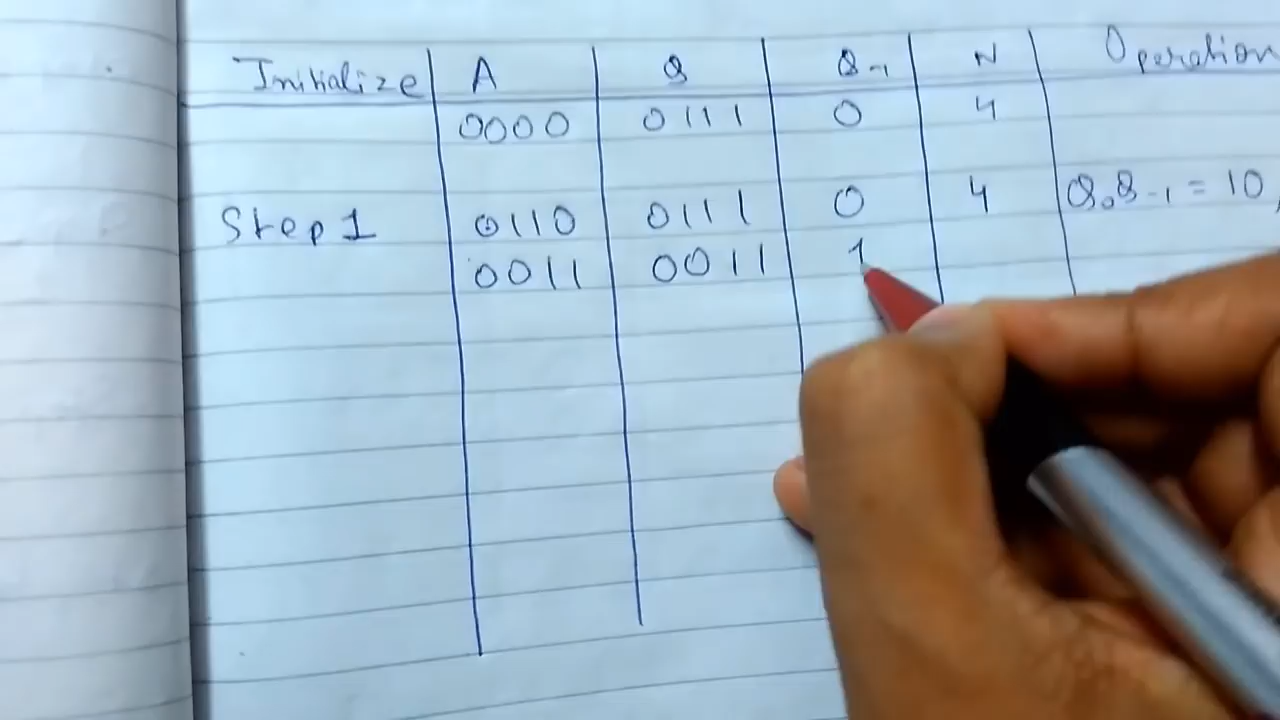 Initialize A Q Q-1 N Operation
0000 0111 0 4
Step 1 0110 0111 0 4 Q0Q-1 = 10,
0011 0011 1